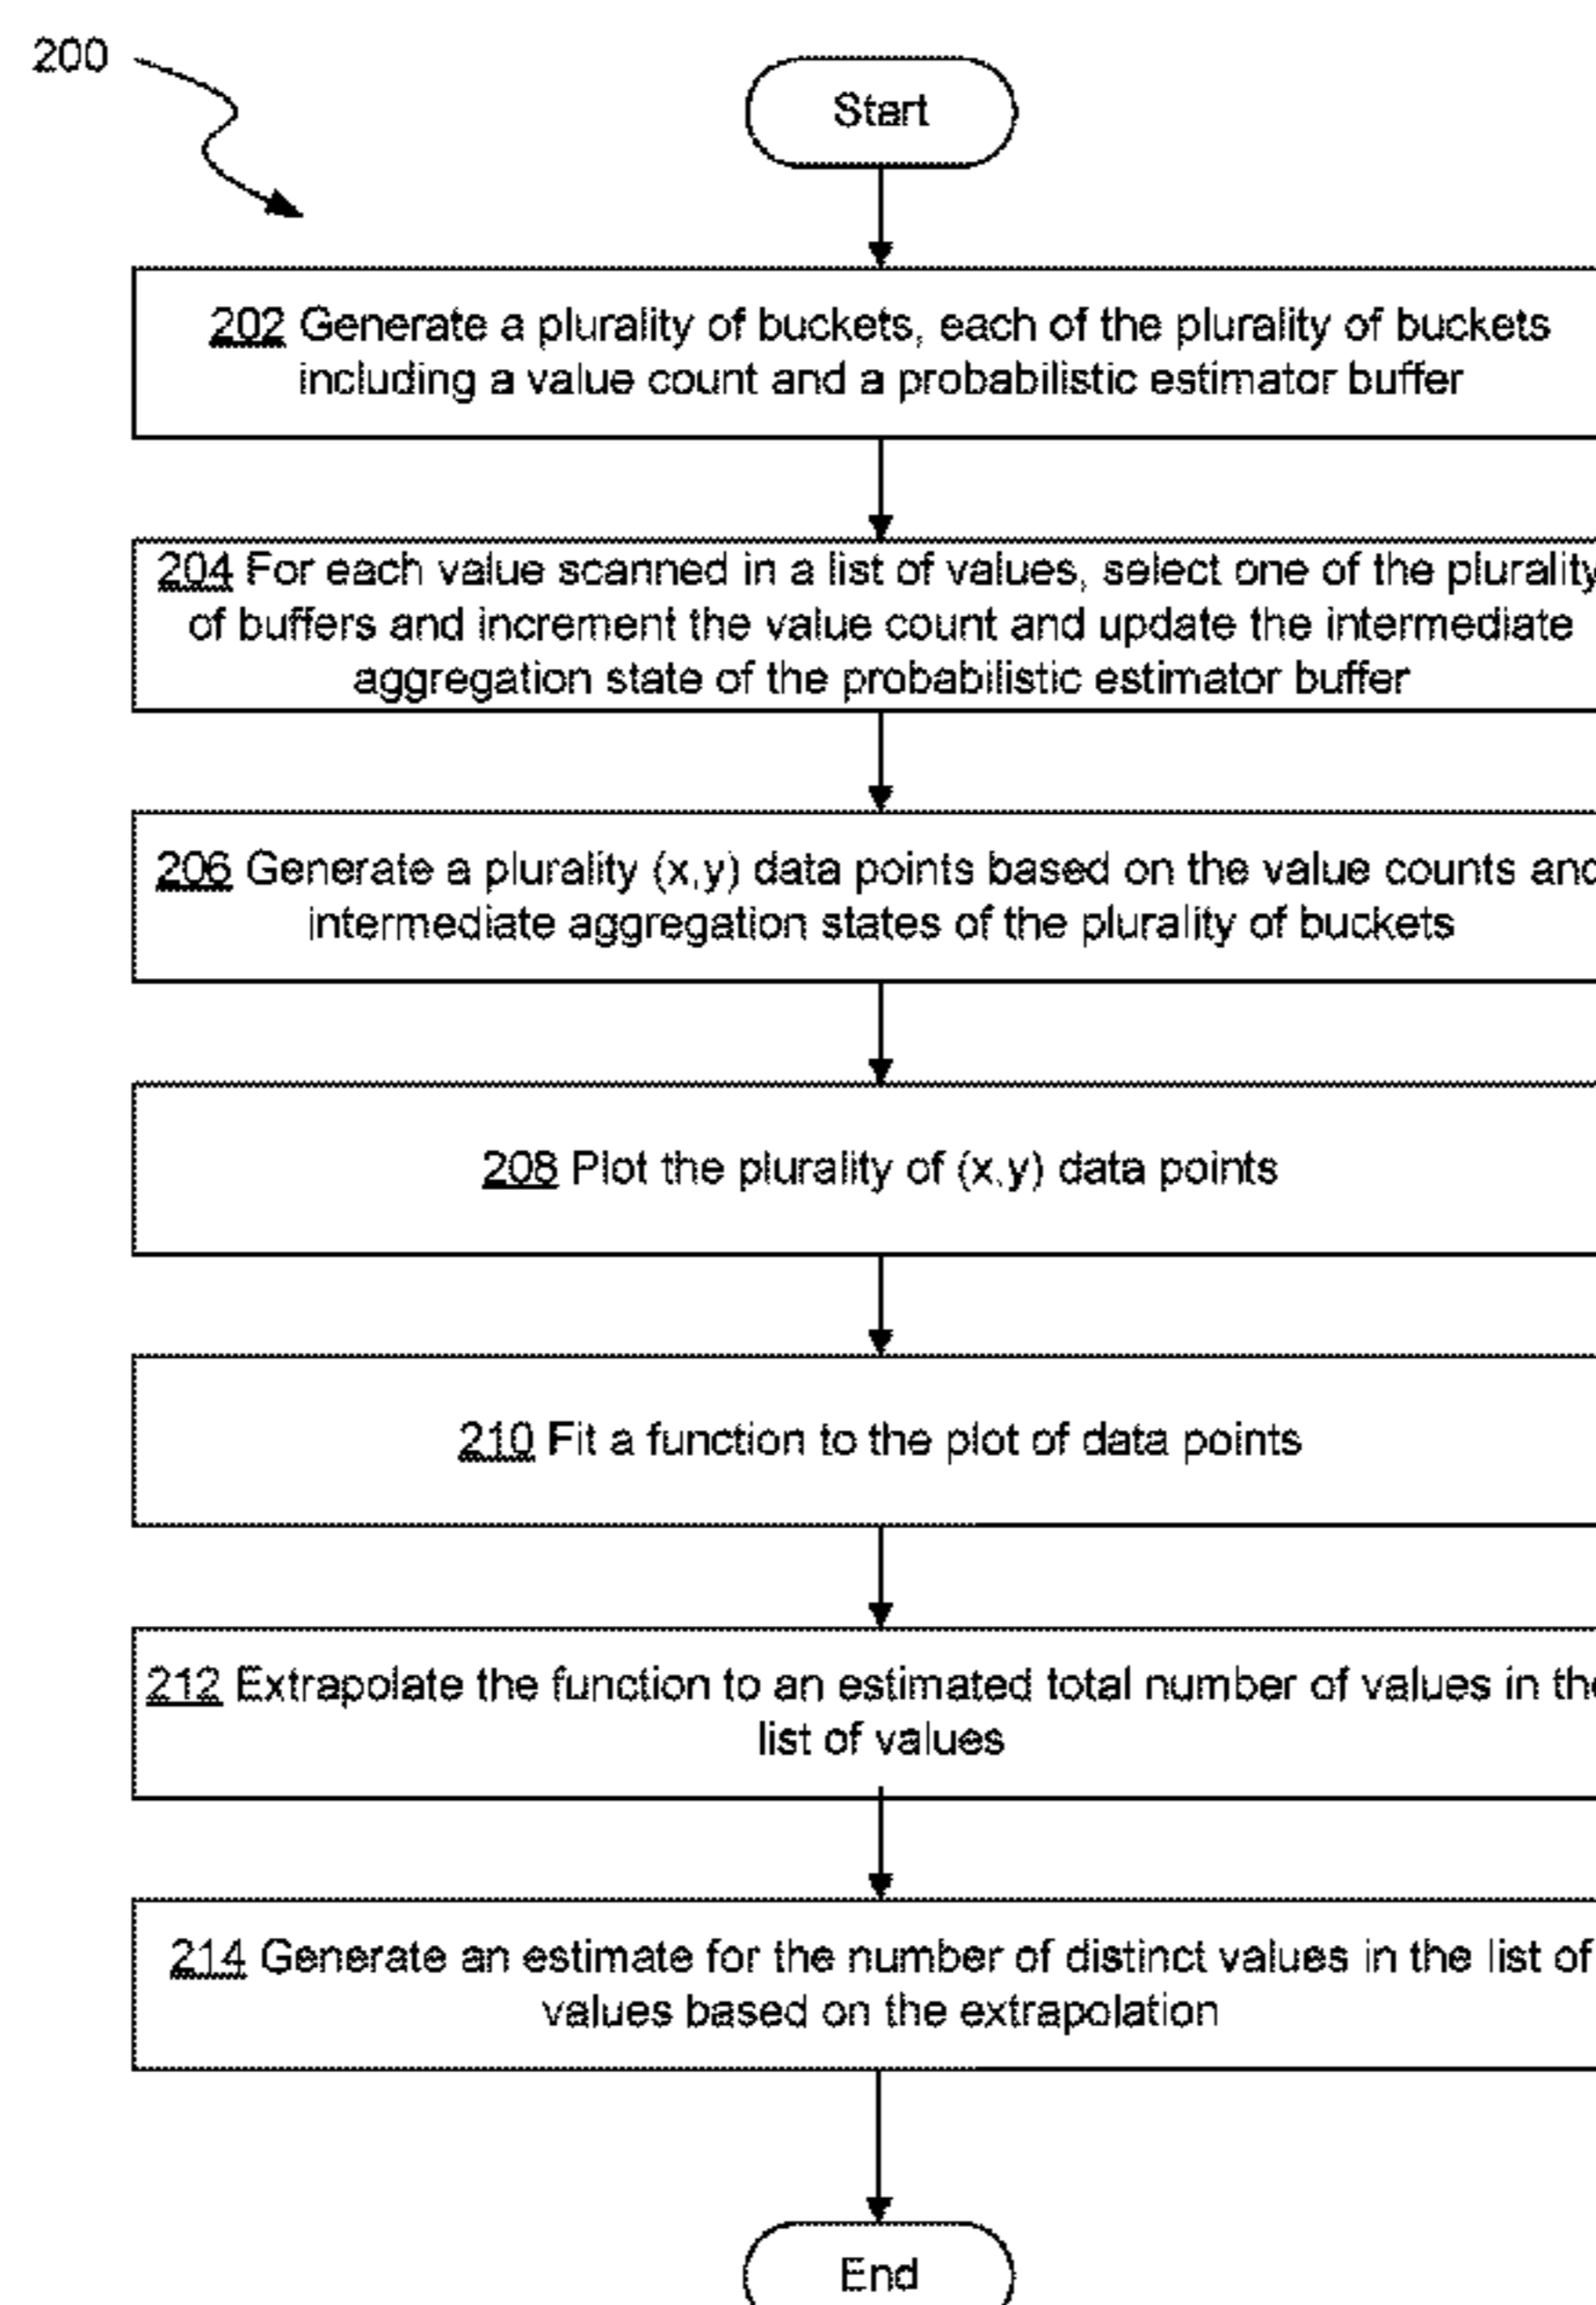 200
Start
202 Generate a plurality of buckets, each of the plurality of buckets
including a value count and a probabilistic estimator buffer
204 For each value scanned in a list of values, select one of the plurality
of buffers and increment the value count and update the intermediate
aggregation state of the probabilistic estimator buffer
206 Generate a plurality (x,y) data points based on the value counts and
intermediate aggregation states of the plurality of buckets
208 Plot the plurality of (x,y) data points
210 Fit a function to the plot of data points
212 Extrapolate the function to an estimated total number of values in the
list of values
214 Generate an estimate for the number of distinct values in the list of
values based on the extrapolation
End